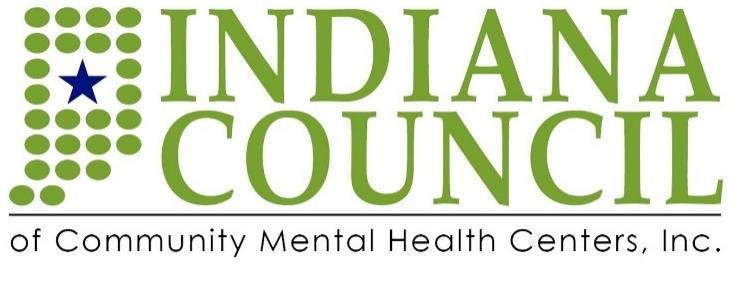 INDIANA
COUNCIL
of Community Mental Health Centers, Inc.